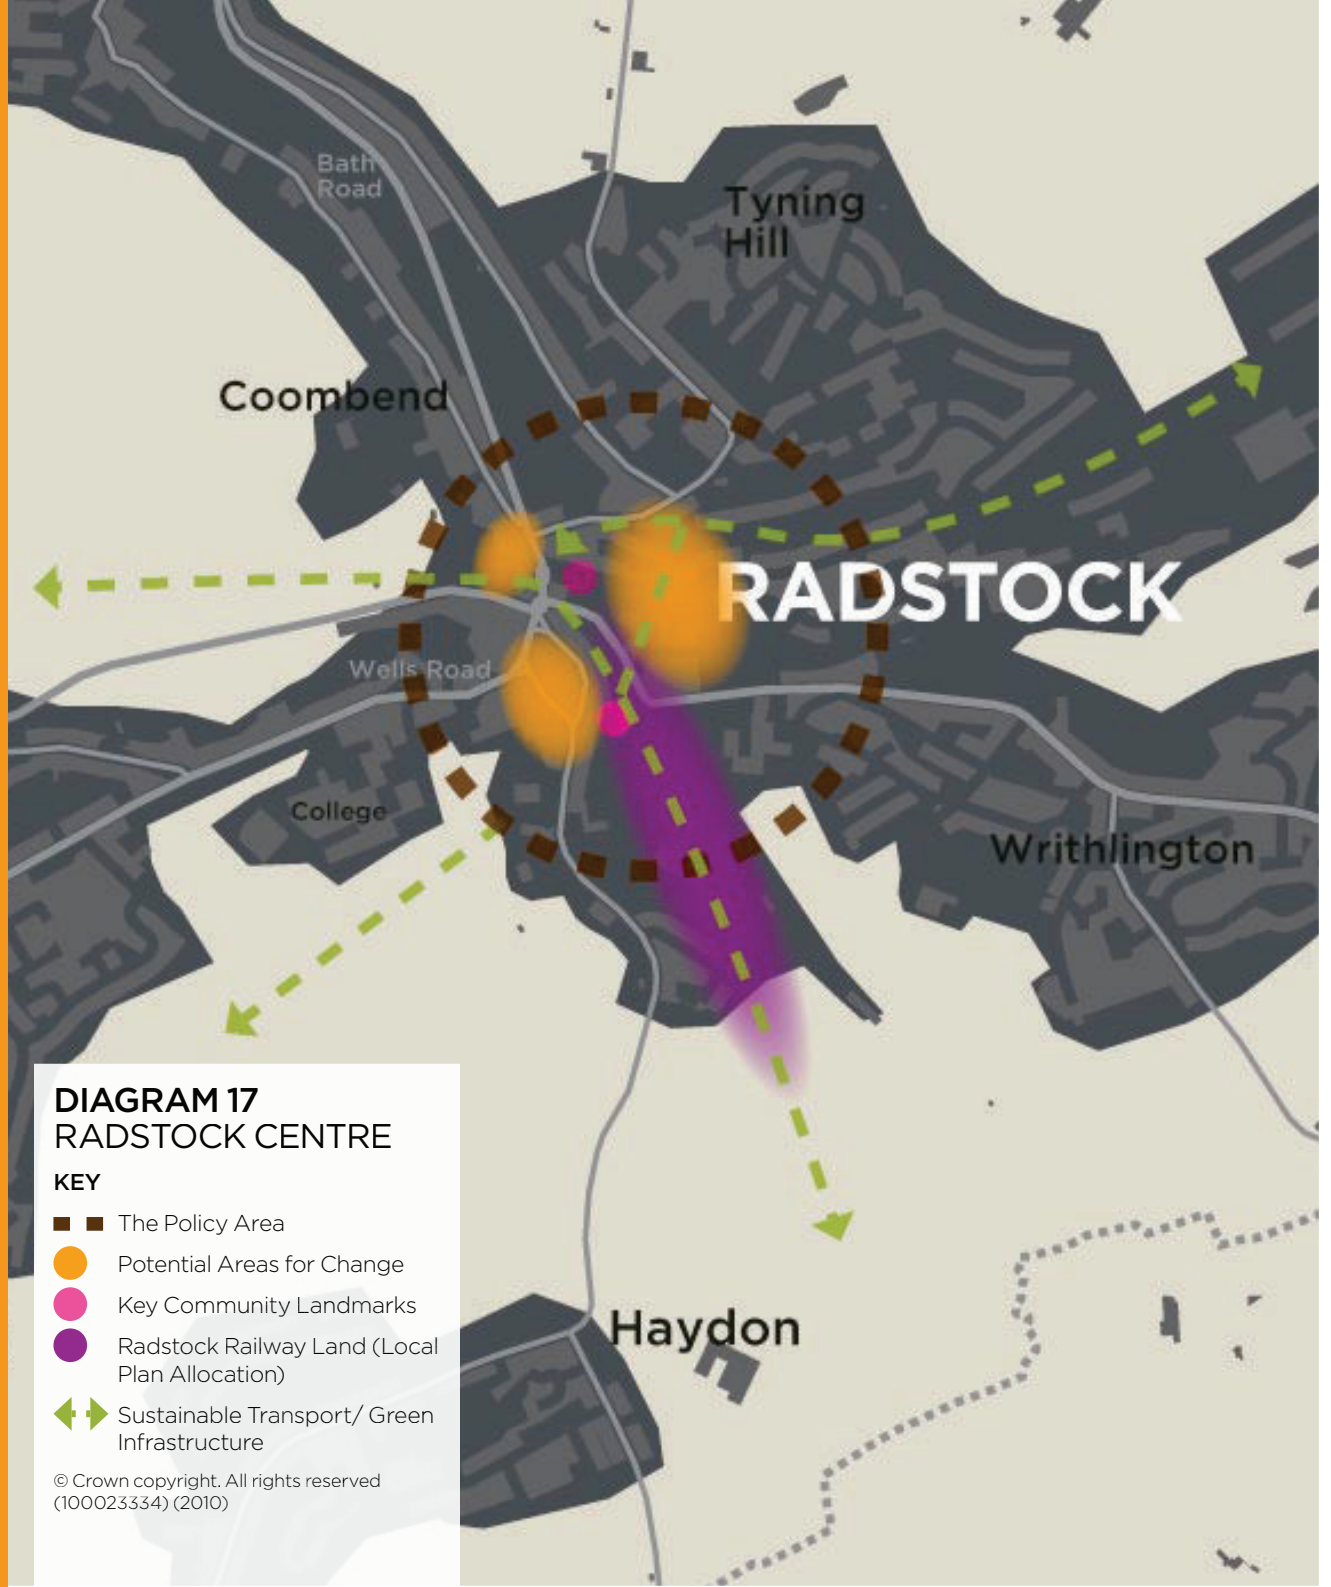 Bath
Road
Tyning
Hill
Coombend
RADSTOCK
Wells Road
College
Writhlington
DIAGRAM 17
RADSTOCK CENTRE
KEY
The Policy Area
Potential Areas for Change
Key Community Landmarks
Radstock Railway Land (Local
Plan Allocation)
Sustainable Transport/ Green
Infrastructure
© Crown copyright. All rights reserved
(100023334) (2010)
Haydon